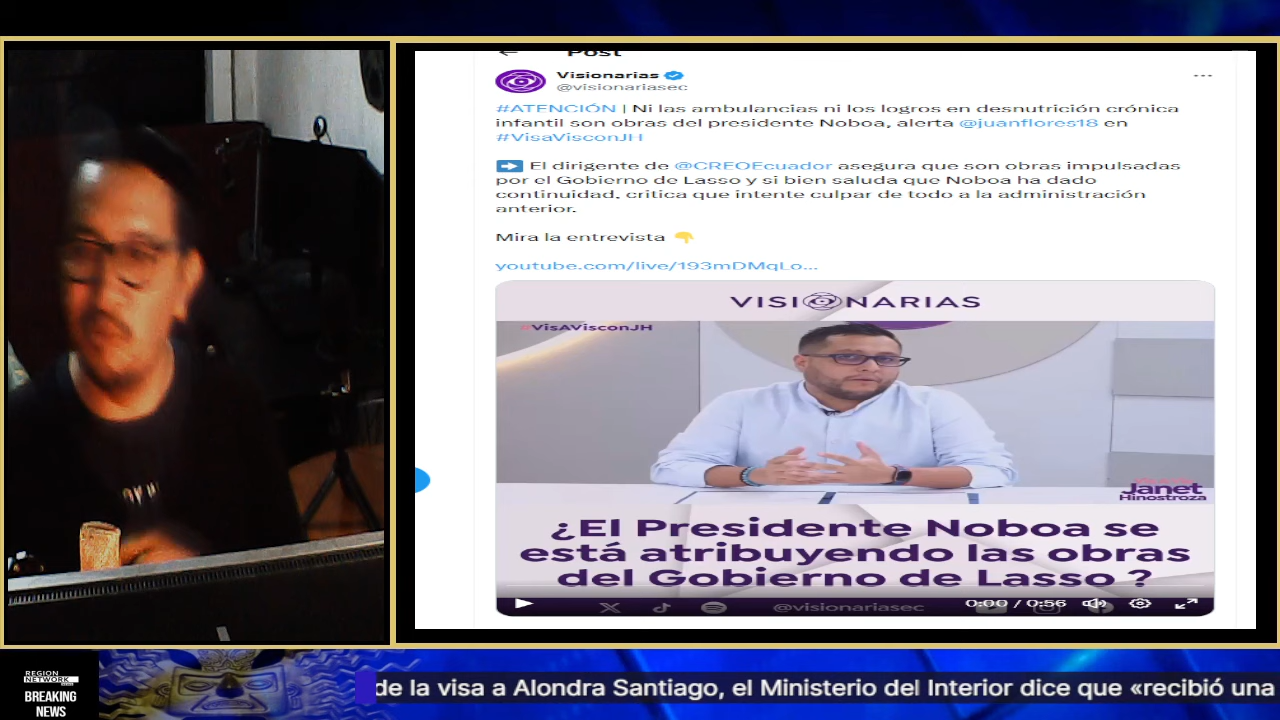 Post
Visionarias
@visionariasec
#ATENCIÓN | Ni las ambulancias ni los logros en desnutrición crónica
infantil son obras del presidente Noboa, alerta @juanflores18 en
#VisaVisconJH
El dirigente de @CREOEcuador asegura que son obras impulsadas
por el Gobierno de Lasso y si bien saluda que Noboa ha dado
continuidad, critica que intente culpar de todo a la administración
anterior.
Mira la entrevista
youtube.com/live/193mDMqLo...
VISIONARIAS
#VisAVisconJH
Janet
Hinostroza
¿El Presidente Noboa se
está atribuyendo las obras
del Gobierno de Lasso ?
0:00 / 0:56
@visionariasec
REGION
NETWORK
BREAKING
NEWS
de la visa a Alondra Santiago, el Ministerio del Interior dice que «recibió una